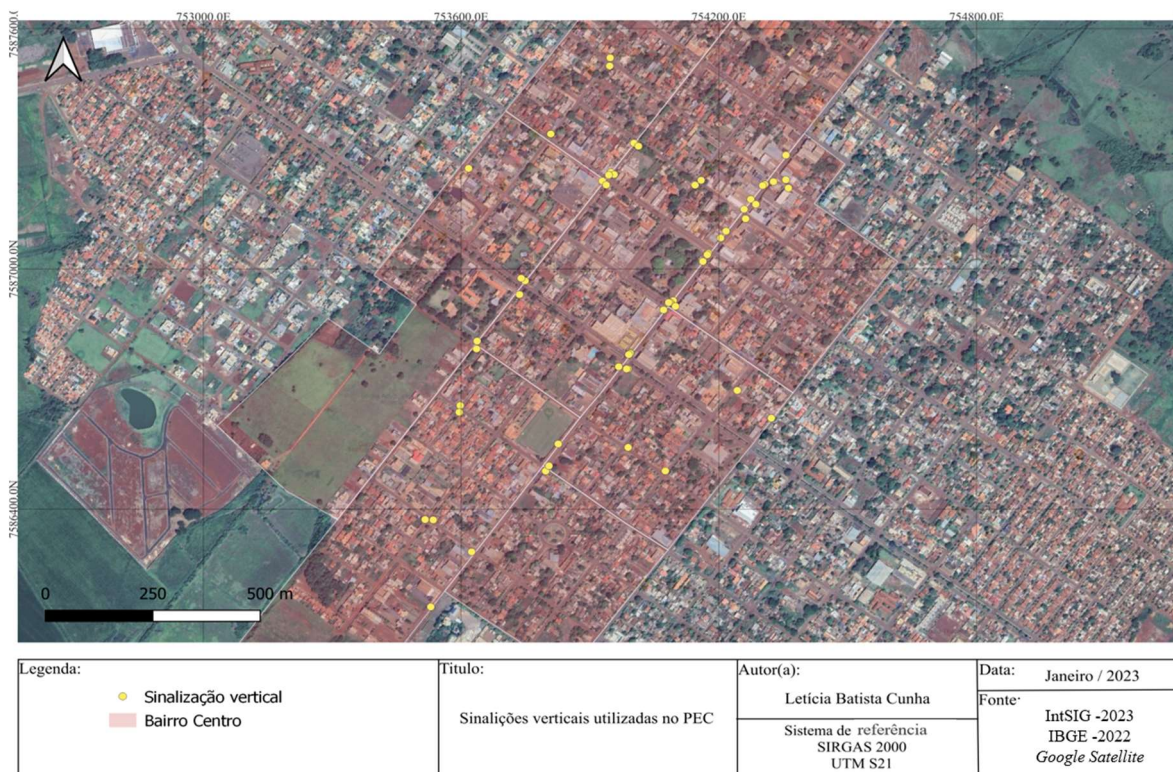 753000.0E
753600.0E
754200.0E
754800.0E
7587600.0N
7587000.0N
7586400.0N
0 250 500 m
Legenda:
Sinalização vertical
Bairro Centro
Titulo:
Sinalições verticais utilizadas no PEC
Autor(a):
Letícia Batista Cunha
Sistema de referência
SIRGAS 2000
UTM S21
Data: Janeiro / 2023
Fonte:
IntSIG -2023
IBGE -2022
Google Satellite